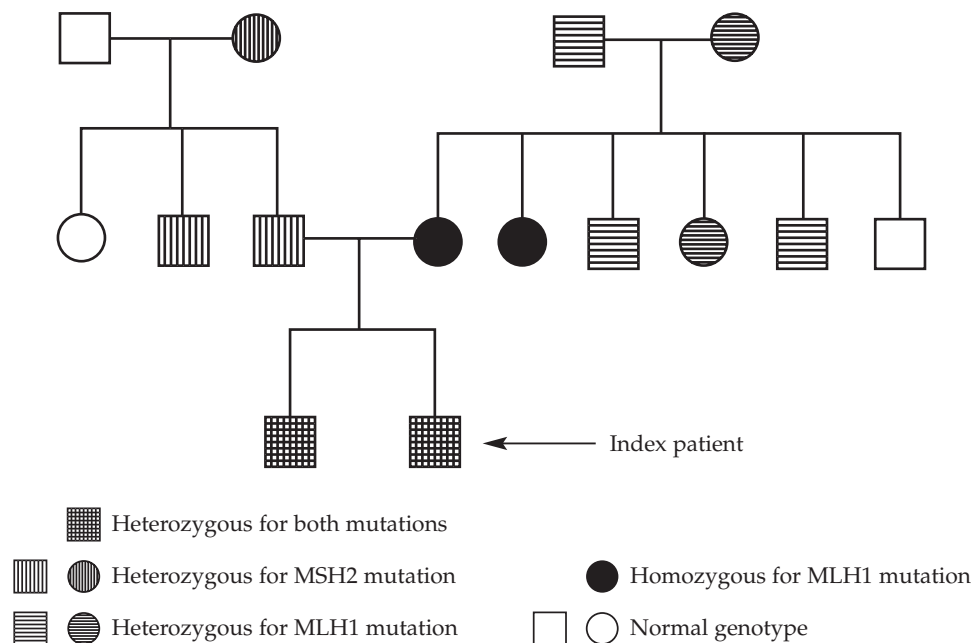 Index patient
Heterozygous for both mutations
Heterozygous for MSH2 mutation
Homozygous for MLH1 mutation
Heterozygous for MLH1 mutation
Normal genotype